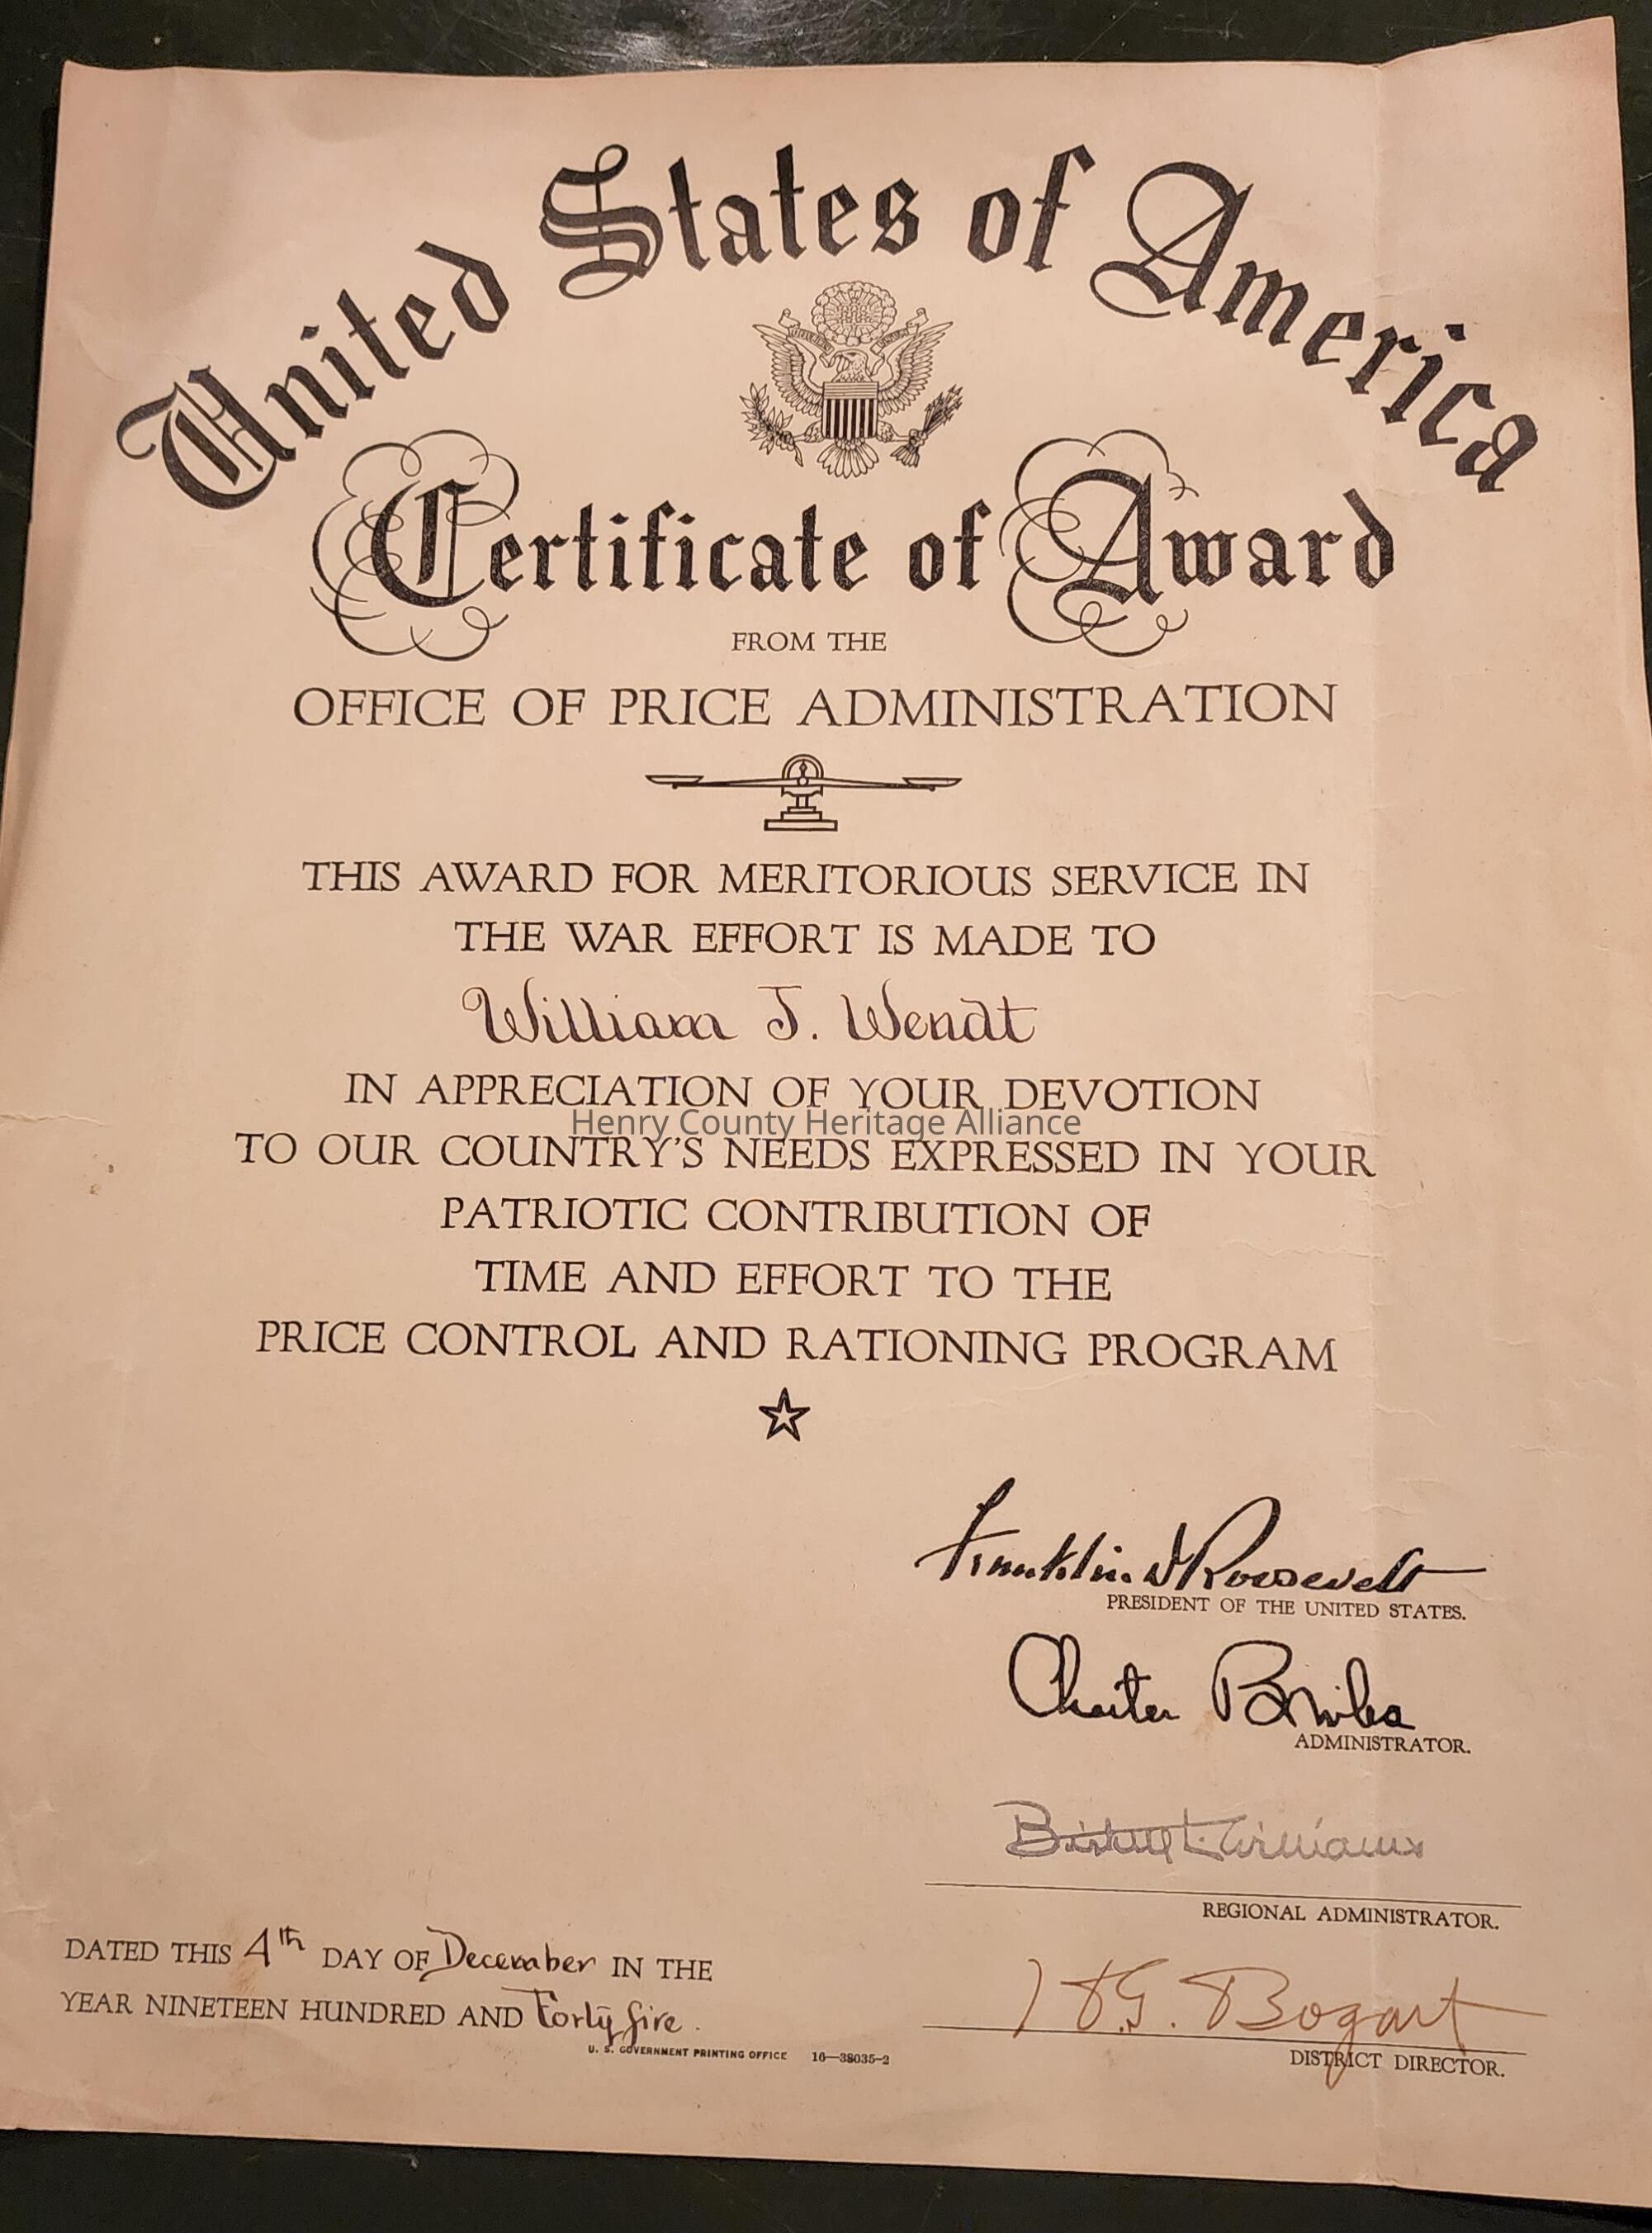 United States of America
Certificate of Award
FROM THE
OFFICE OF PRICE ADMINISTRATION
THIS AWARD FOR MERITORIOUS SERVICE IN
THE WAR EFFORT IS MADE TO
William J. Wendt
IN APPRECIATION OF YOUR DEVOTION
Henry County Heritage Alliance
TO OUR COUNTRY'S NEEDS EXPRESSED IN YOUR
PATRIOTIC CONTRIBUTION OF
TIME AND EFFORT TO THE
PRICE CONTROL AND RATIONING PROGRAM
Franklin D Roosevelt
PRESIDENT OF THE UNITED STATES.
Chester Bowles
ADMINISTRATOR.
Williams
REGIONAL ADMINISTRATOR.
DATED THIS 4th DAY OF December IN THE
YEAR NINETEEN HUNDRED AND Forty five.
Bogart
DISTRICT DIRECTOR.
U. S. GOVERNMENT PRINTING OFFICE 16—38035-2